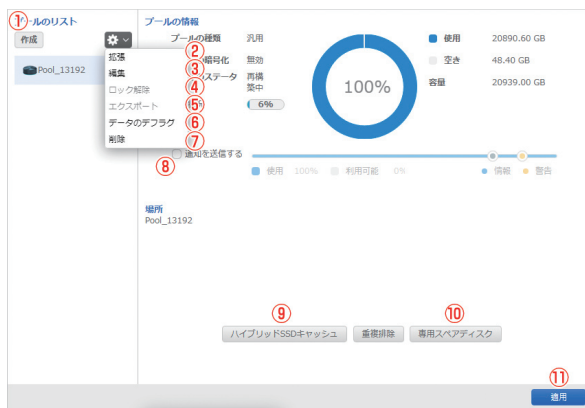 ①ールのリスト
作成
Pool_13192
② 拡張
③ 編集
④ ロック解除
⑤ エクスポート
⑥ データのデフラグ
⑦ 削除
プールの情報
プールの種類 汎用
暗号化 無効
ステータ 再構築中
6%
100%
使用 20890.60 GB
空き 48.40 GB
容量 20939.00 GB
⑧ 通知を送信する
使用 100% 利用可能 0% 情報 警告
場所
Pool_13192
⑨ ⑩
ハイブリッドSSDキャッシュ 重複排除 専用スペアディスク
⑪
適用